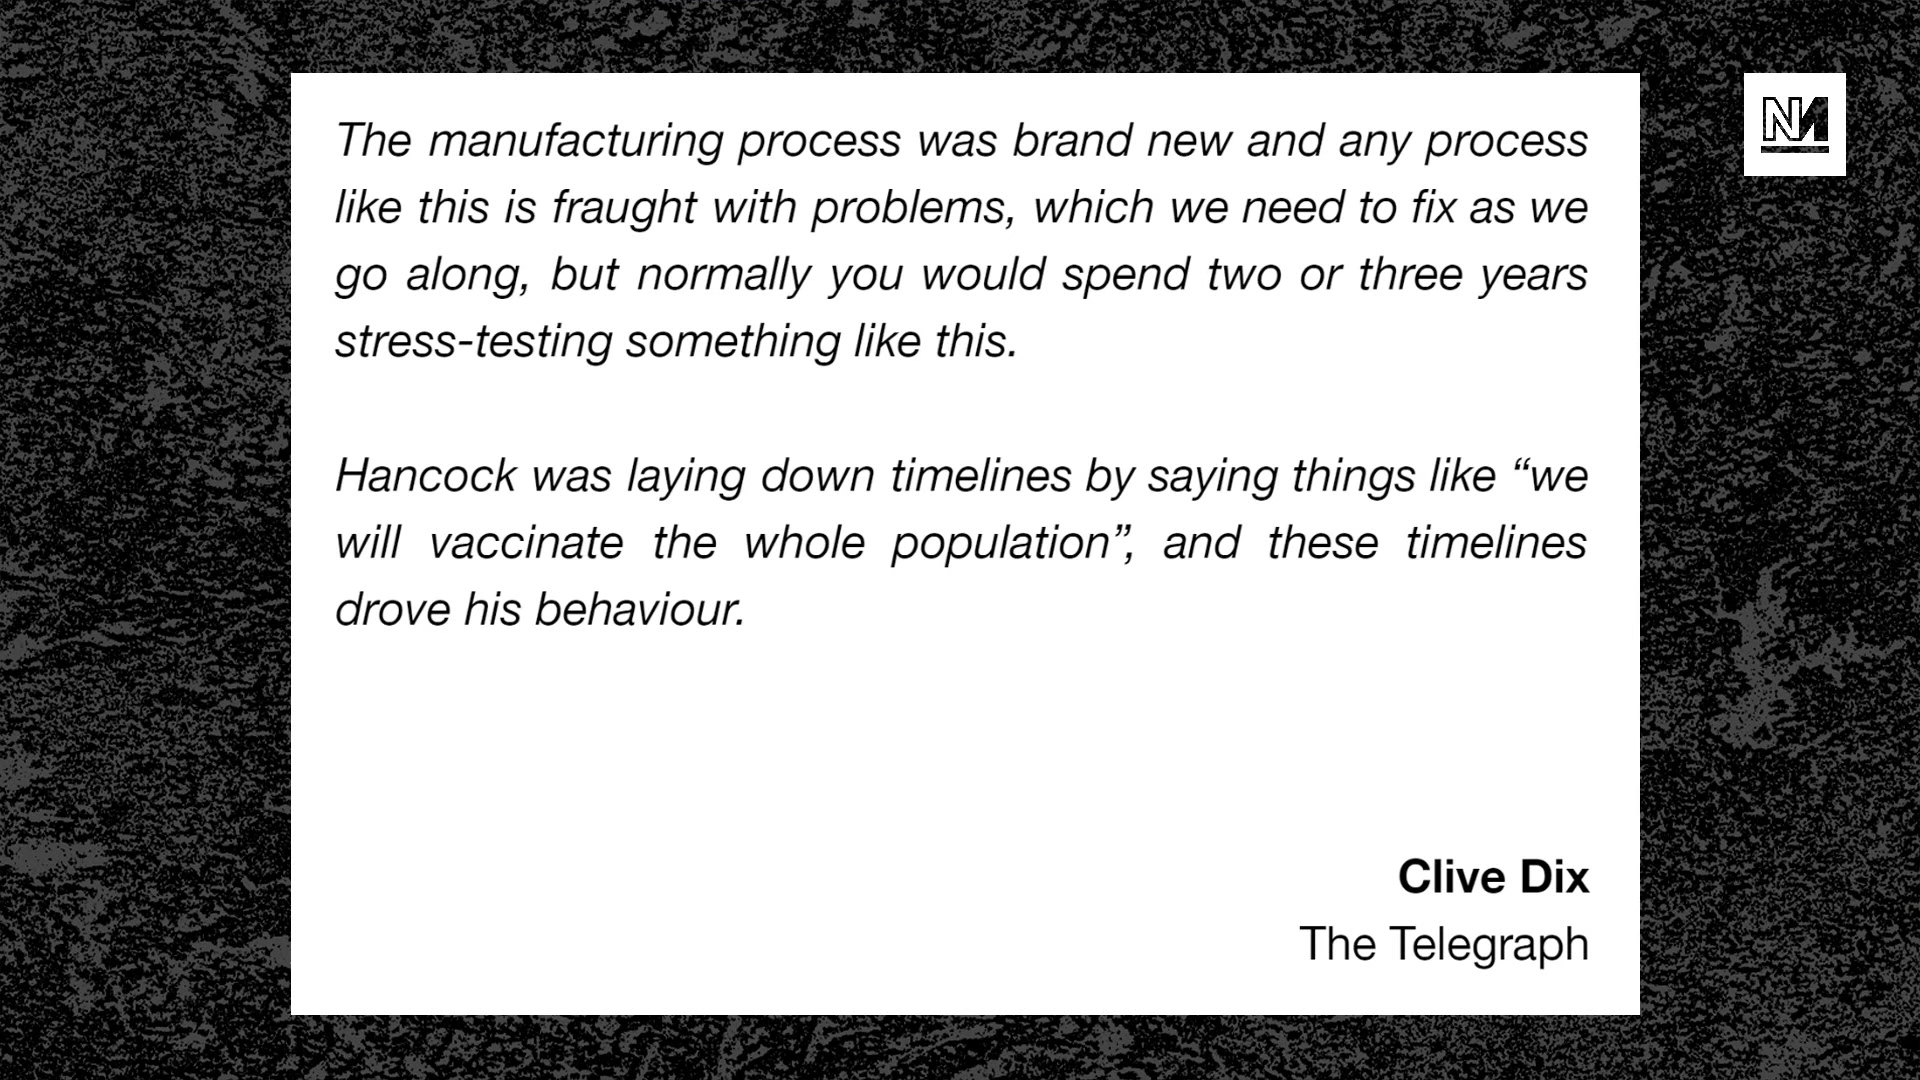 The manufacturing process was brand new and any process
like this is fraught with problems, which we need to fix as we
go along, but normally you would spend two or three years
stress-testing something like this.
Hancock was laying down timelines by saying things like “we
will vaccinate the whole population”, and these timelines
drove his behaviour.
Clive Dix
The Telegraph
NM